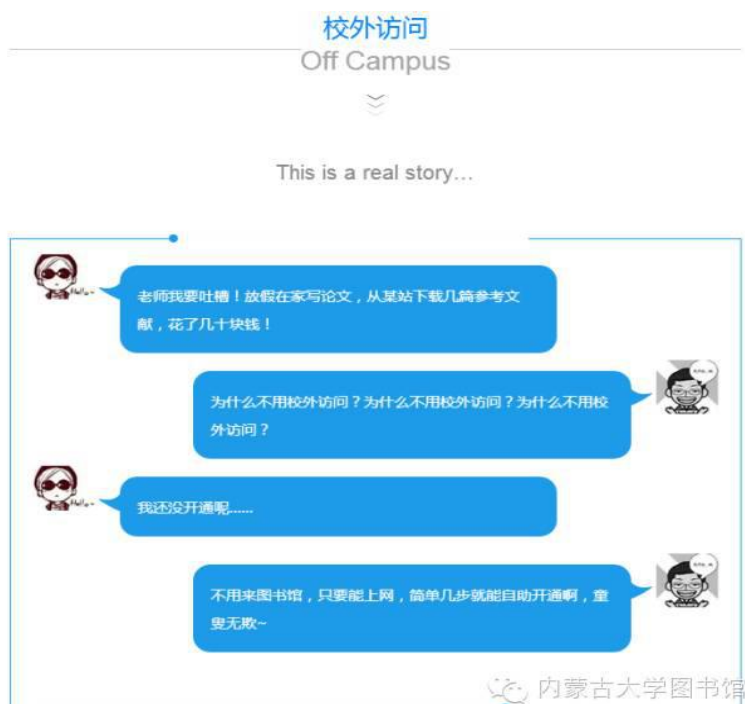 校外访问
Off Campus
This is a real story...
老师我要吐槽！放假在家写论文，从某站下载几篇参考文
献，花了几十块钱！
为什么不用校外访问？为什么不用校外访问？为什么不用校
外访问？
Hello~
我还没开通呢......
不用来图书馆，只要能上网，简单几步就能自助开通啊，童
叟无欺~
内蒙古大学图书馆